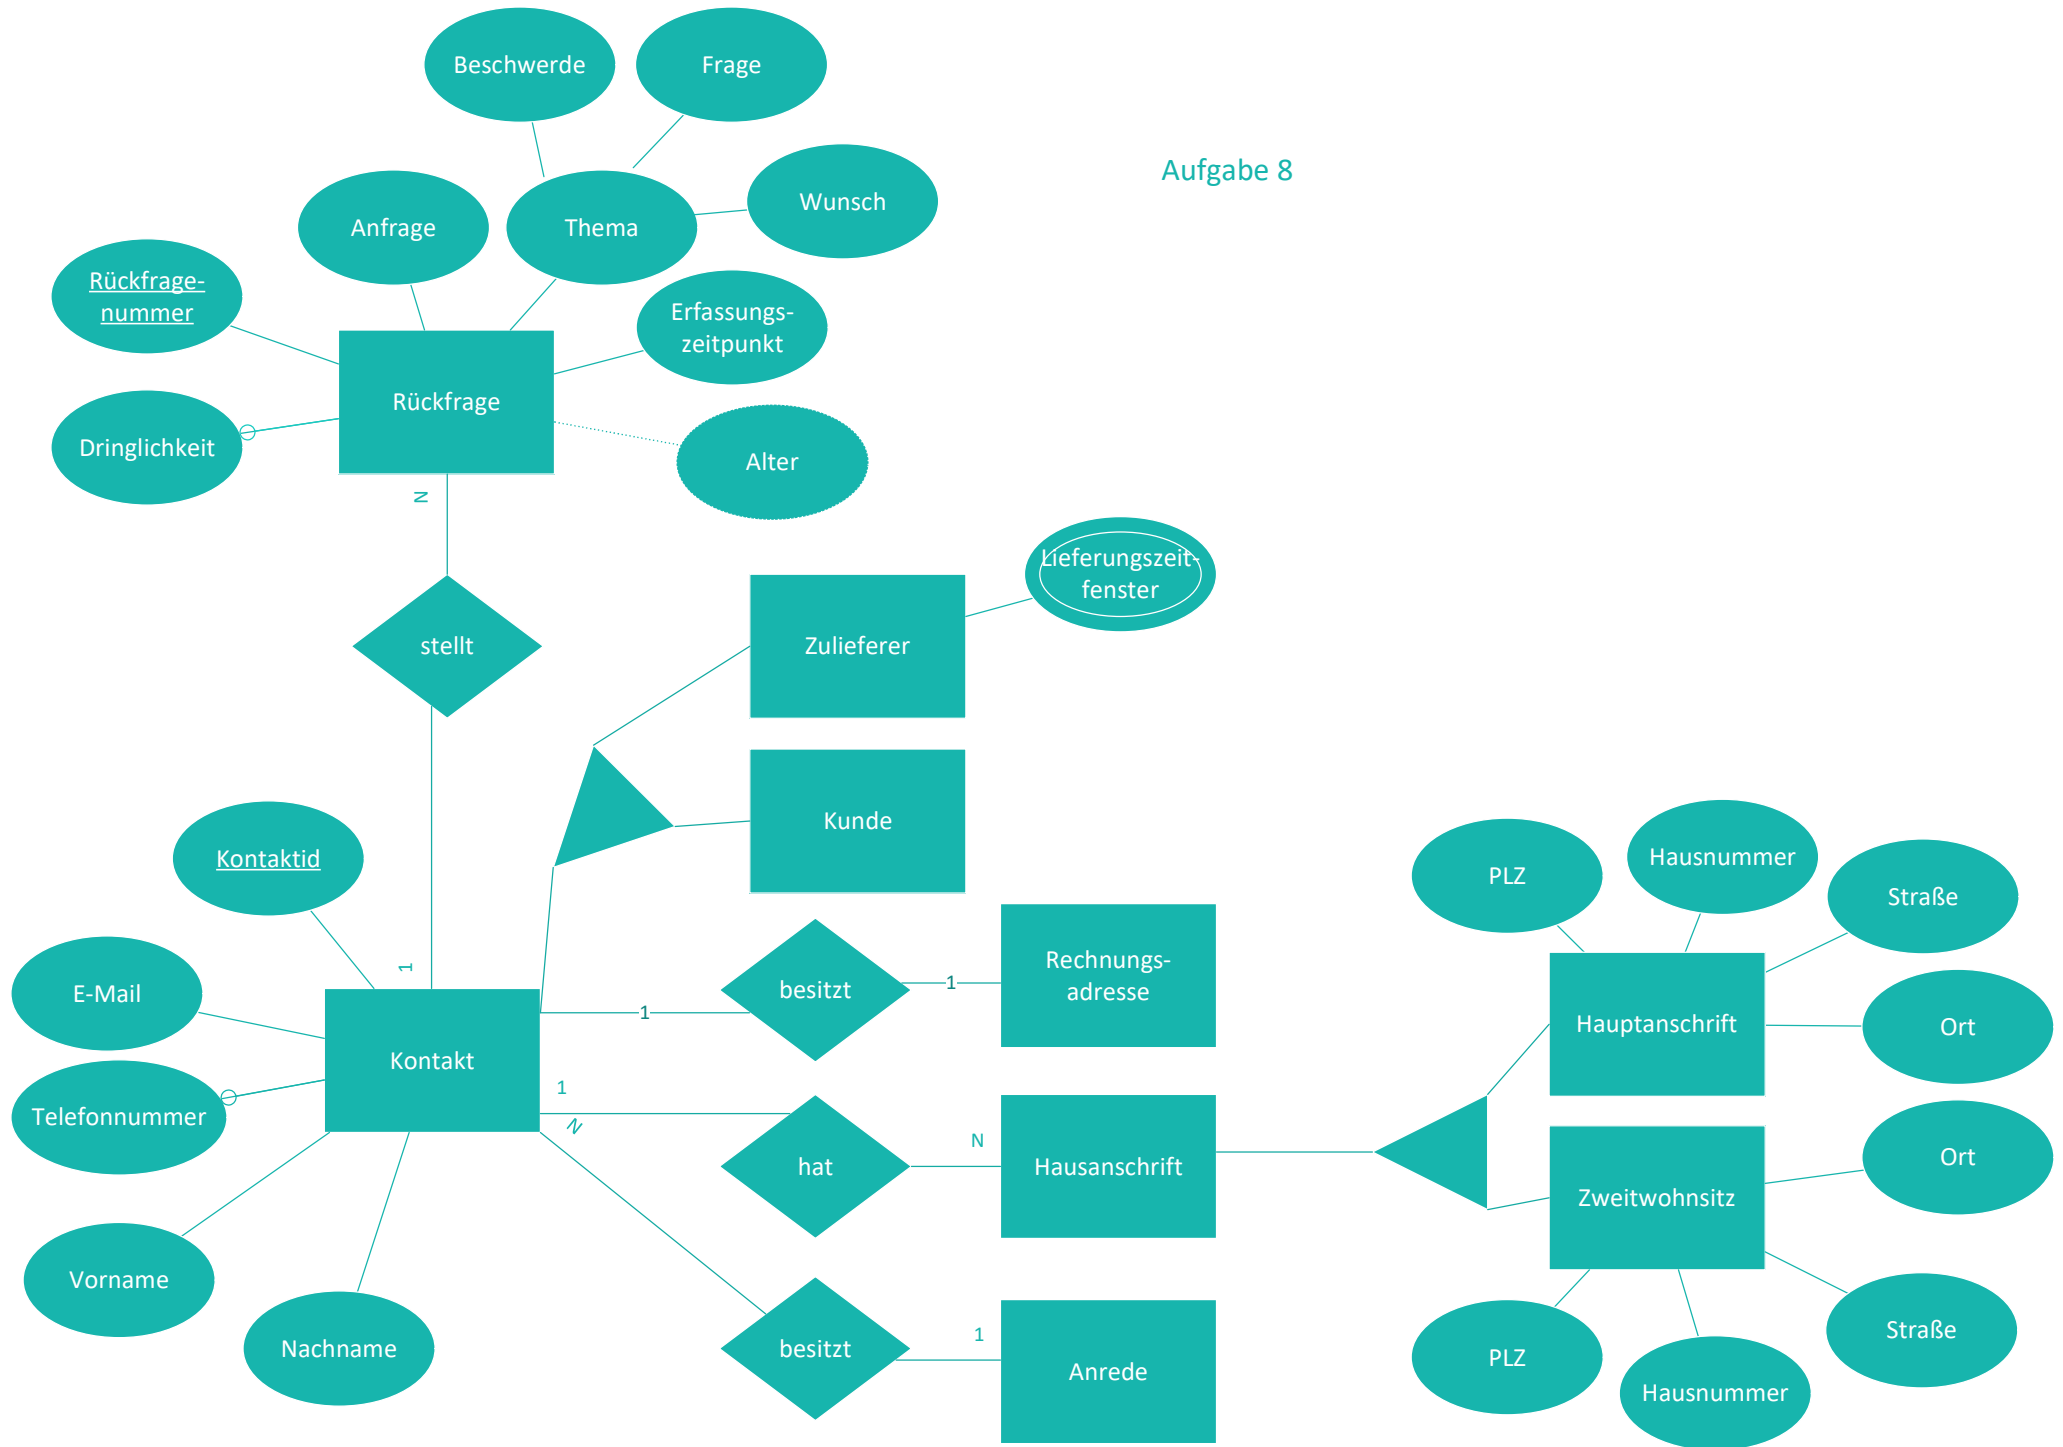 Beschwerde
Frage
Aufgabe 8
Wunsch
Anfrage
Thema
Rückfrage-
nummer
Erfassungs-
zeitpunkt
Rückfrage
Dringlichkeit
Alter
N
Lieferungszeit-
fenster
stellt
Zulieferer
Kunde
Kontaktid
PLZ
Hausnummer
Straße
1
E-Mail
besitzt
1
1
Rechnungs-
adresse
Hauptanschrift
Ort
Kontakt
Telefonnummer
1
N
hat
N
Hausanschrift
Ort
Zweitwohnsitz
Vorname
Nachname
besitzt
1
Anrede
PLZ
Hausnummer
Straße